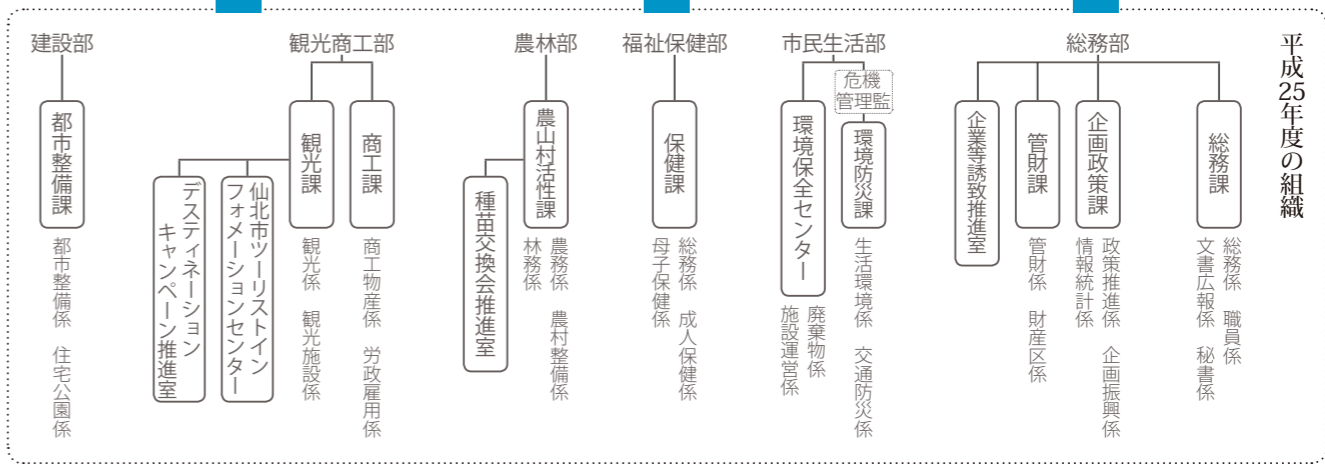 平成25年度の組織
総務部
総務課
総務係　職員係
文書広報係　秘書係
企画政策課
政策推進係　企画振興係
情報統計係
管財課
管財係　財産区係
企業等誘致推進室
市民生活部
危機
管理監
環境防災課
生活環境係　交通防災係
環境保全センター
廃棄物係
施設運営係
福祉保健部
保健課
総務係　成人保健係
母子保健係
農林部
農山村活性課
農務係　農村整備係
林務係
種苗交換会推進室
観光商工部
商工課
商工物産係　労政雇用係
観光課
観光係　観光施設係
仙北市ツーリストイン
フォメーションセンター
デスティネーション
キャンペーン推進室
建設部
都市整備課
都市整備係　住宅公園係